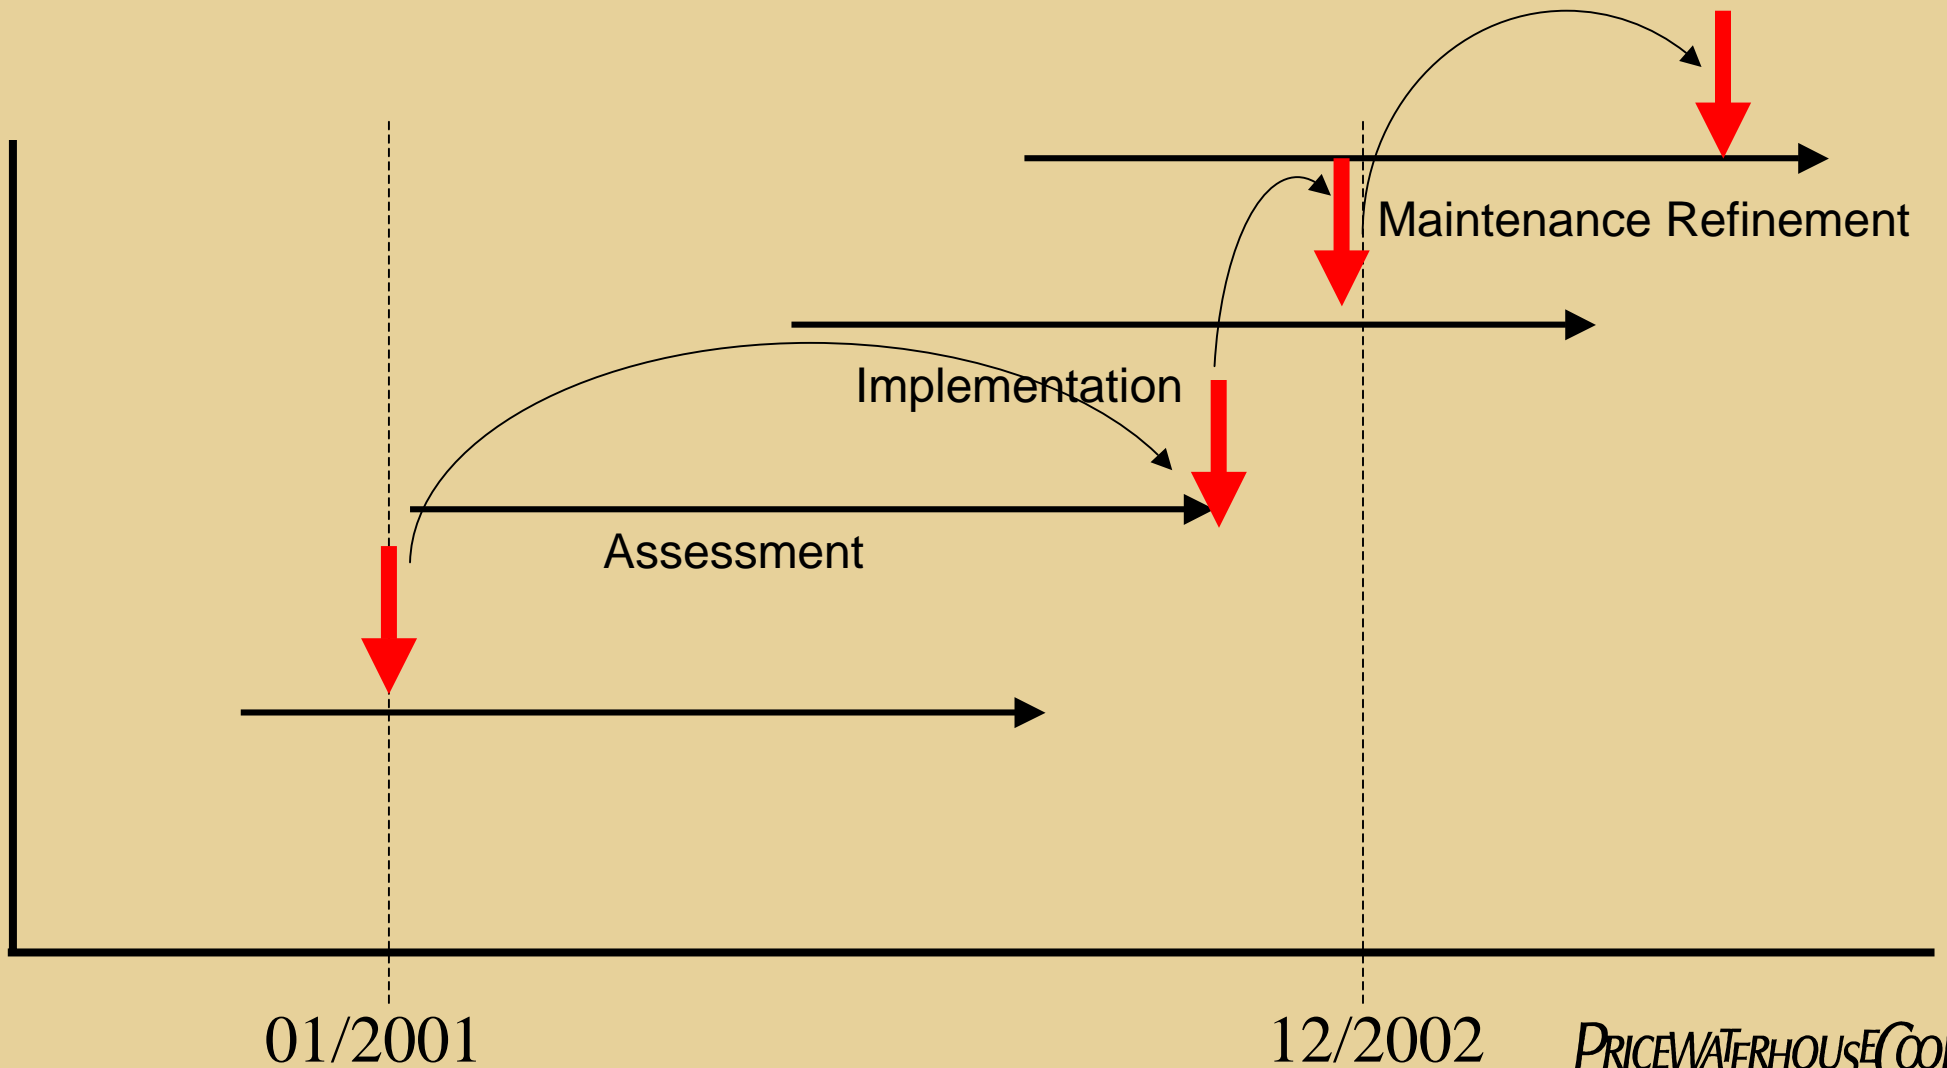 Maintenance Refinement
Implementation
Assessment
01/2001
12/2002